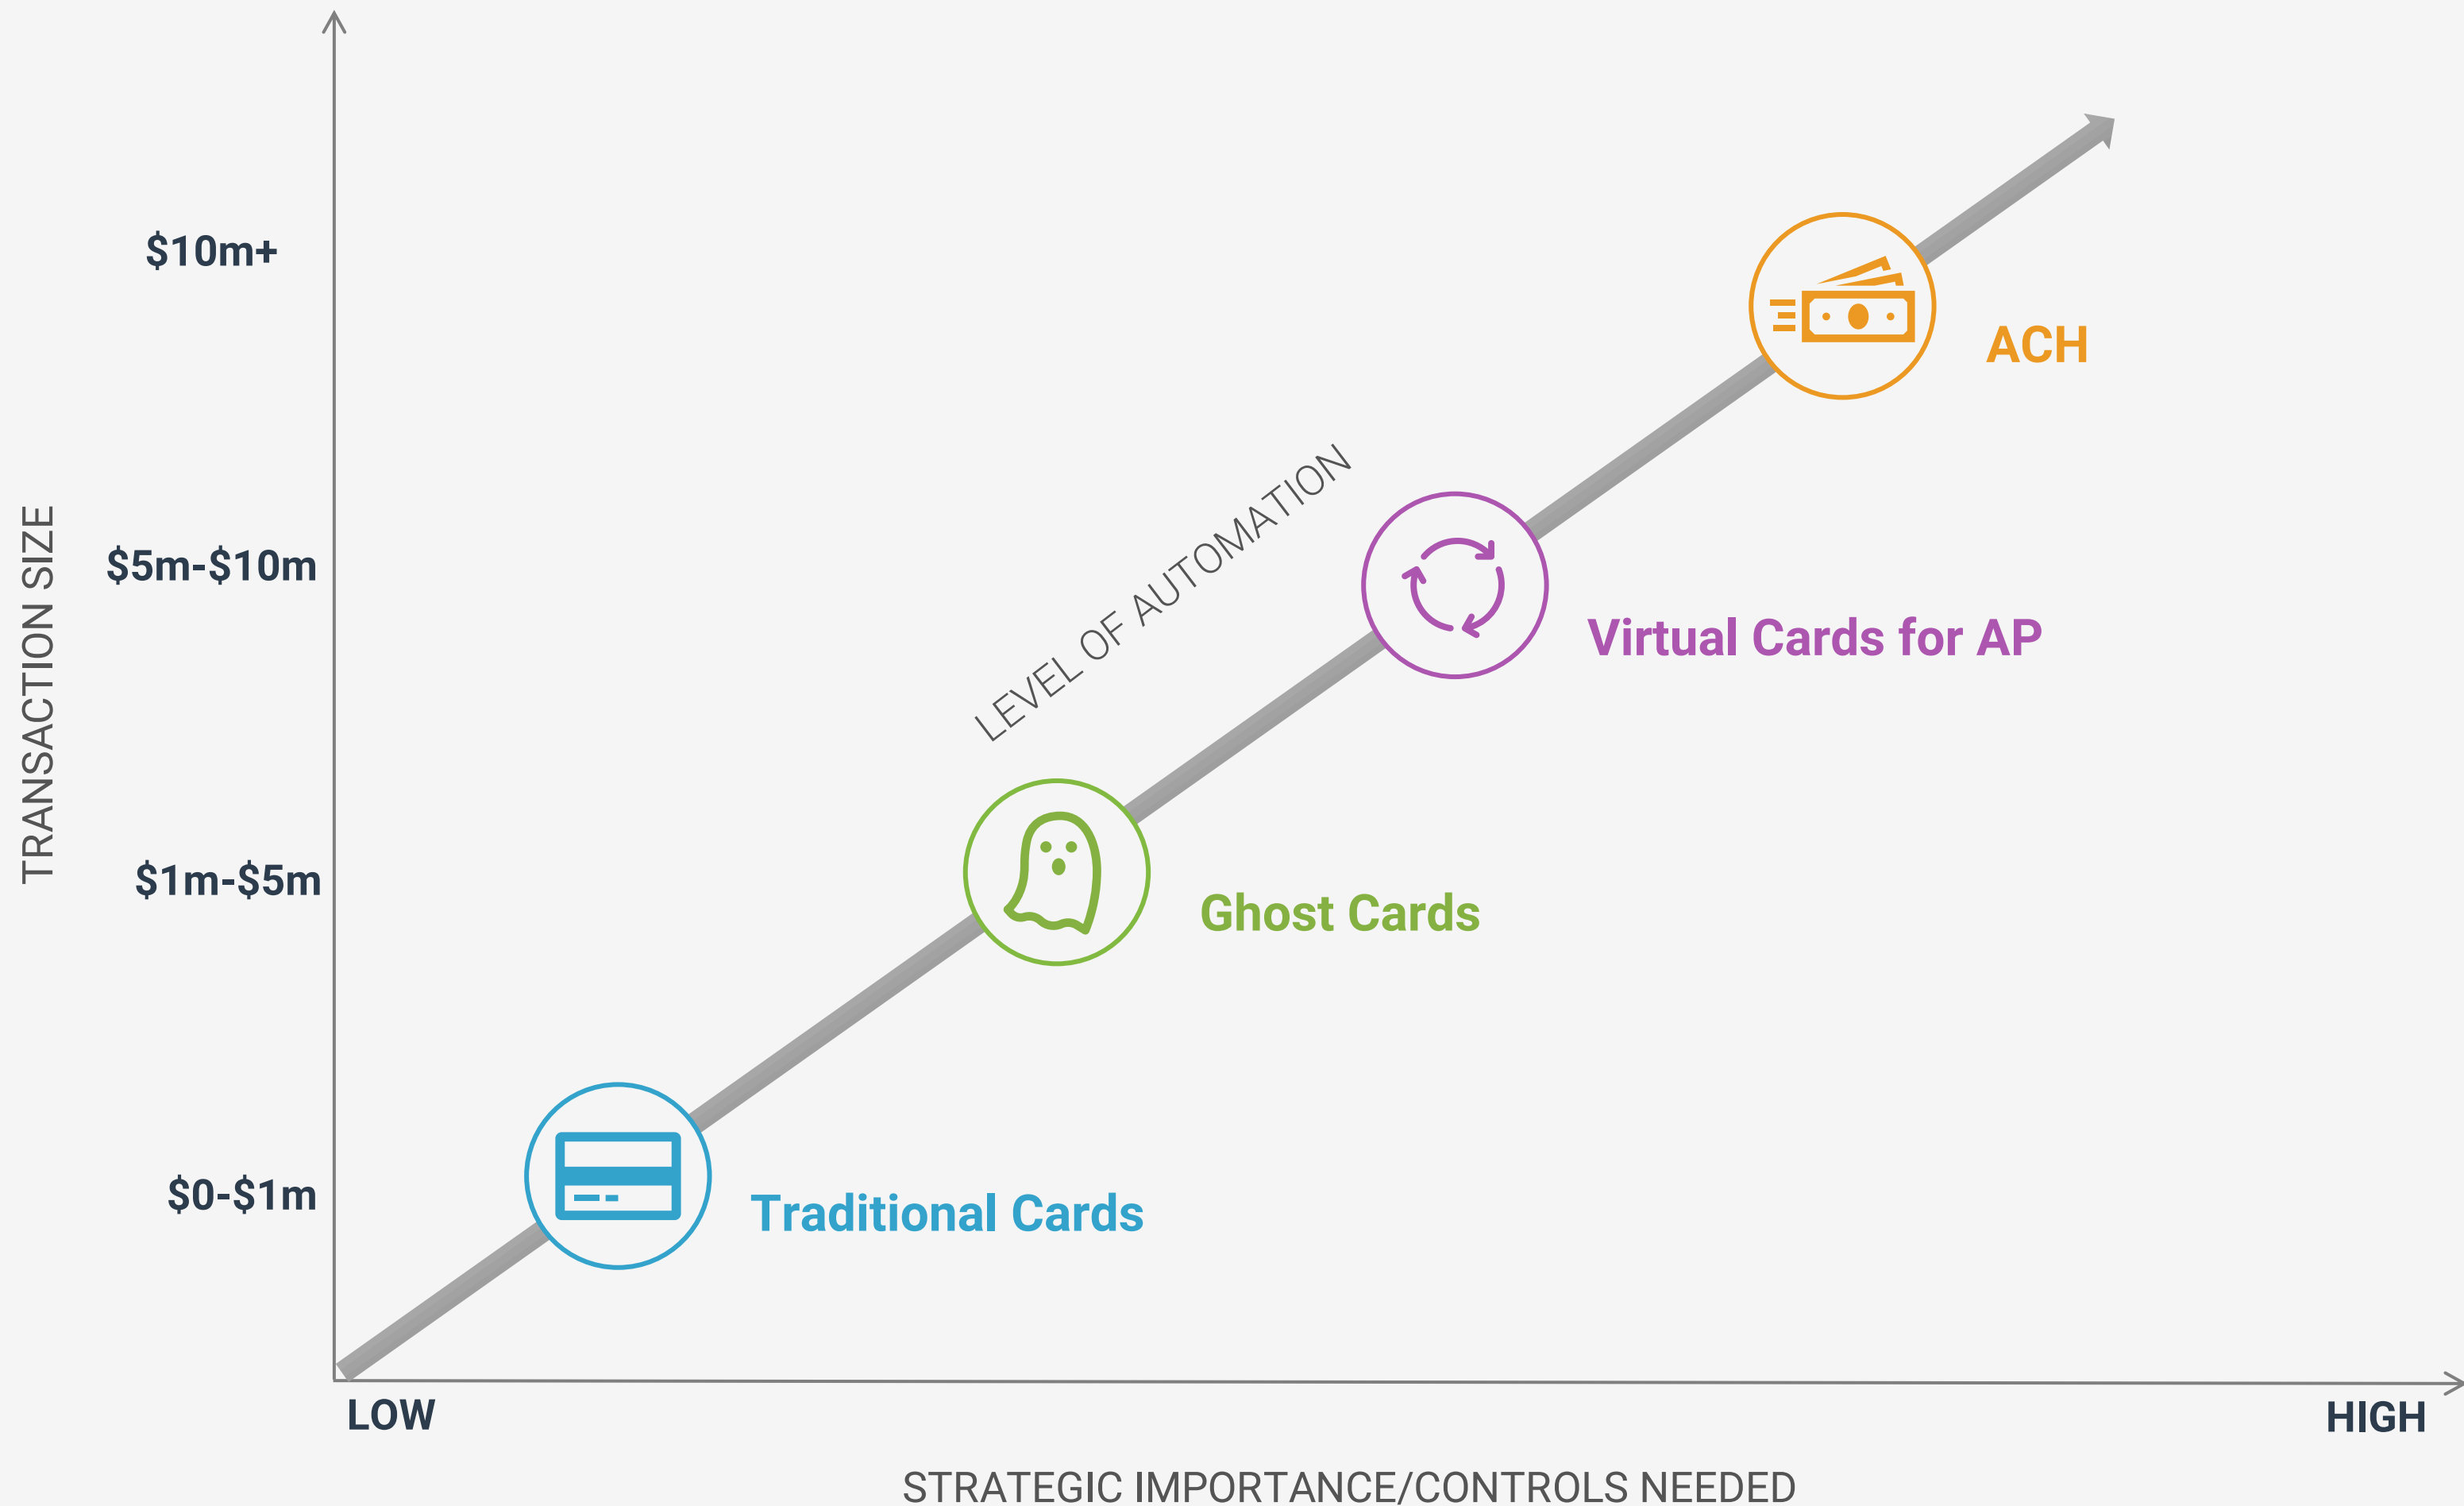 $10m+
ACH
$5m-$10m
LEVEL OF AUTOMATION
Virtual Cards for AP
TRANSACTION SIZE
$1m-$5m
Ghost Cards
$0-$1m
Traditional Cards
LOW
HIGH
STRATEGIC IMPORTANCE/CONTROLS NEEDED